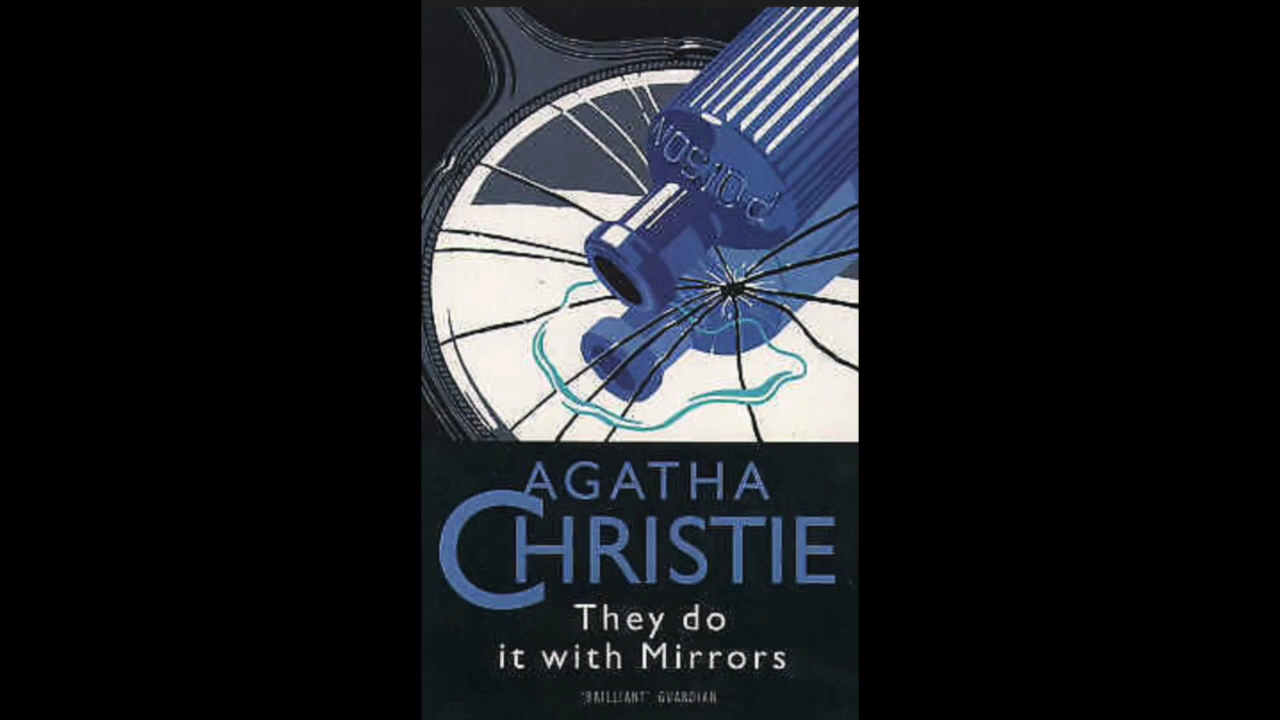 POISON
AGATHA
CHRISTIE
They do
it with Mirrors
'BRILLIANT' GUARDIAN